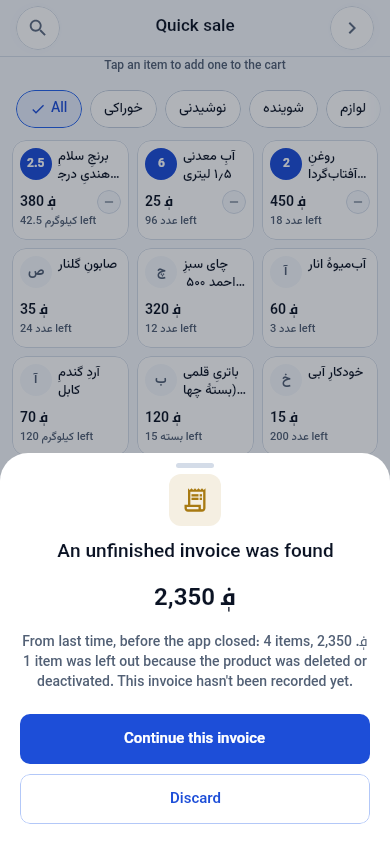 Quick sale
Tap an item to add one to the cart
All
خوراکی
نوشیدنی
شوینده
لوازم
2.5
برنجِ سلامِ
هندیِ درجـ...
380 ؋
42.5 کیلوگرم left
6
آبِ معدنی
۱٫۵ لیتری
25 ؋
96 عدد left
2
روغنِ
آفتاب‌گردا...
450 ؋
18 عدد left
ص
صابونِ گلنار
35 ؋
24 عدد left
چ
چای سبزِ
احمد ۵۰۰...
320 ؋
12 عدد left
آ
آب‌میوهٔ انار
60 ؋
3 عدد left
آ
آردِ گندمِ
کابل
70 ؋
120 کیلوگرم left
ب
باتریِ قلمی
(بستهٔ چها...
120 ؋
15 بسته left
خ
خودکارِ آبی
15 ؋
200 عدد left
An unfinished invoice was found
2,350 ؋
From last time, before the app closed: 4 items, 2,350 ؋.
1 item was left out because the product was deleted or
deactivated. This invoice hasn't been recorded yet.
Continue this invoice
Discard